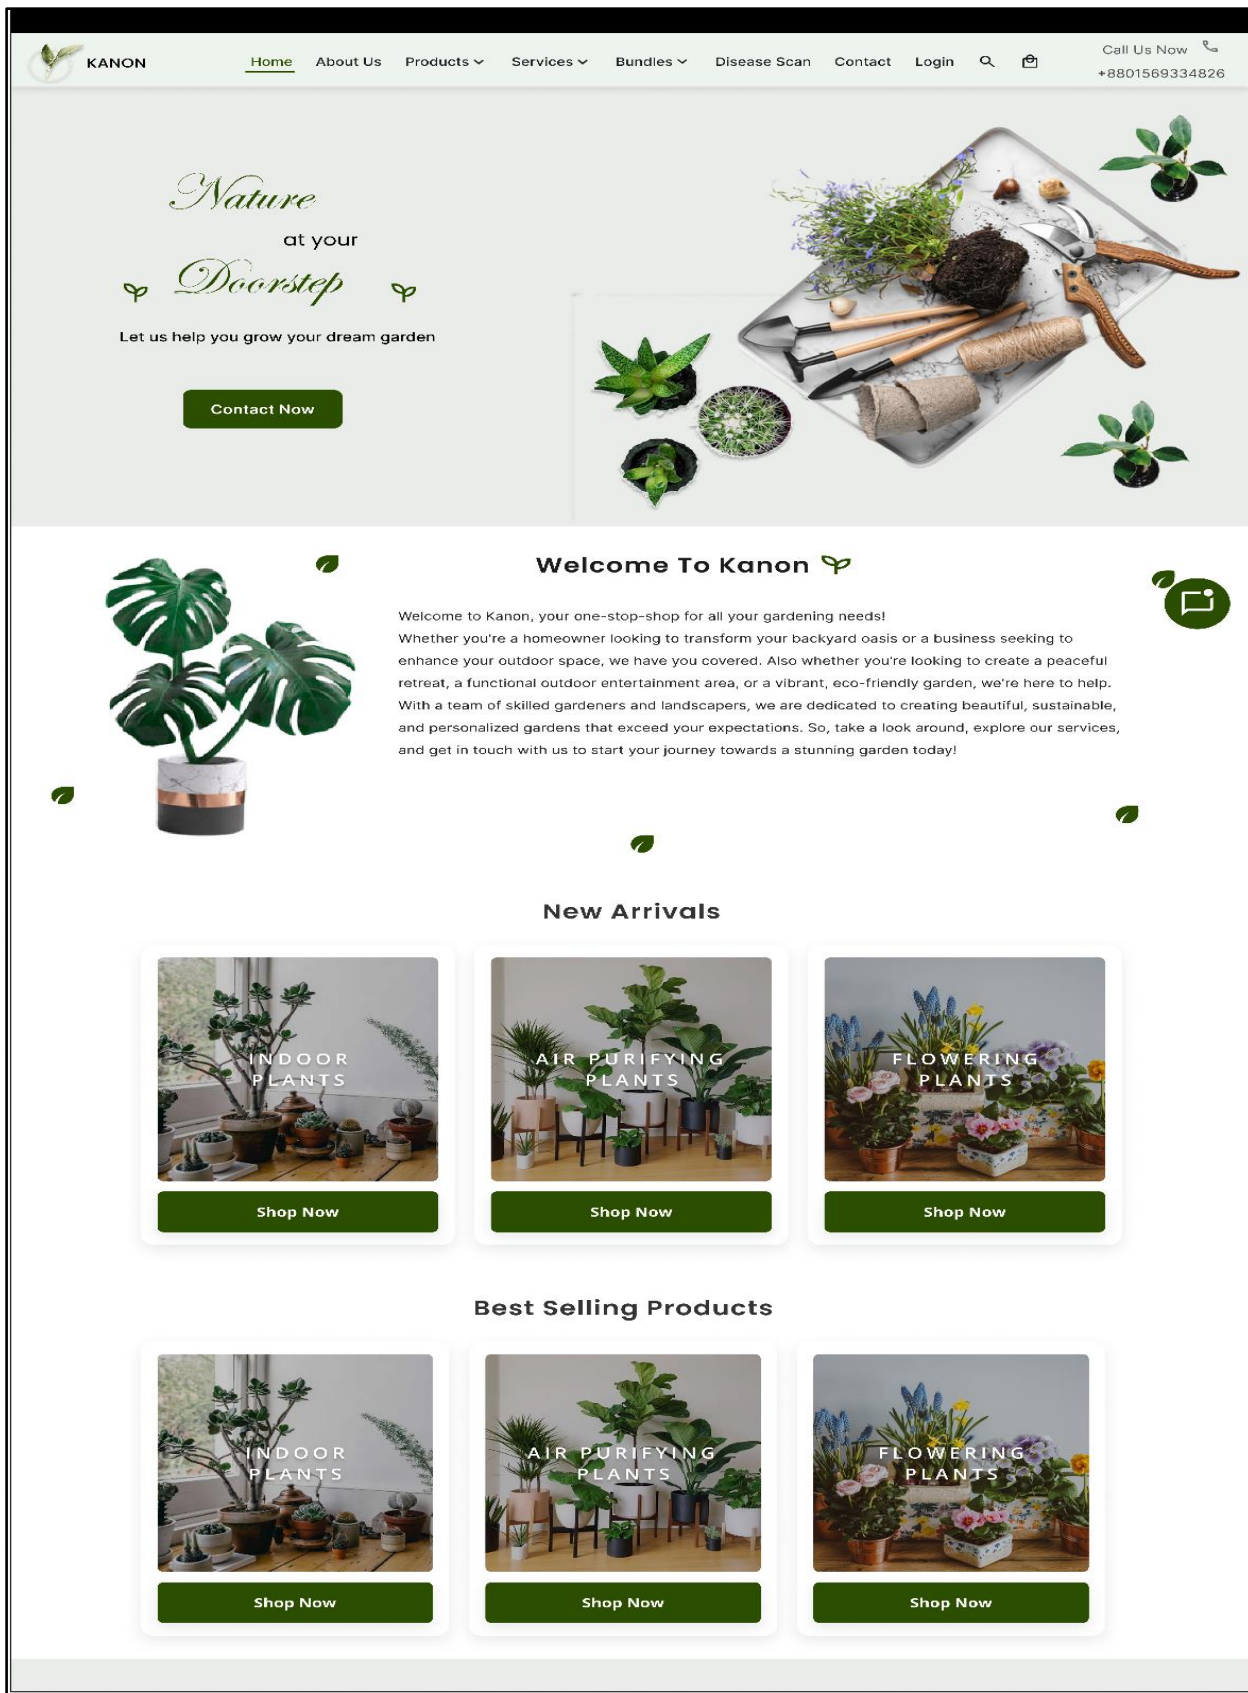 KANON
Home About Us Products Services Bundles Disease Scan Contact Login
Call Us Now
+8801569334826
Nature
at your
Doorstep
Let us help you grow your dream garden
Contact Now
Welcome To Kanon
Welcome to Kanon, your one-stop-shop for all your gardening needs!
Whether you're a homeowner looking to transform your backyard oasis or a business seeking to
enhance your outdoor space, we have you covered. Also whether you're looking to create a peaceful
retreat, a functional outdoor entertainment area, or a vibrant, eco-friendly garden, we're here to help.
With a team of skilled gardeners and landscapers, we are dedicated to creating beautiful, sustainable,
and personalized gardens that exceed your expectations. So, take a look around, explore our services,
and get in touch with us to start your journey towards a stunning garden today!
New Arrivals
INDOOR
PLANTS
Shop Now
AIR PURIFYING
PLANTS
Shop Now
FLOWERING
PLANTS
Shop Now
Best Selling Products
INDOOR
PLANTS
Shop Now
AIR PURIFYING
PLANTS
Shop Now
FLOWERING
PLANTS
Shop Now